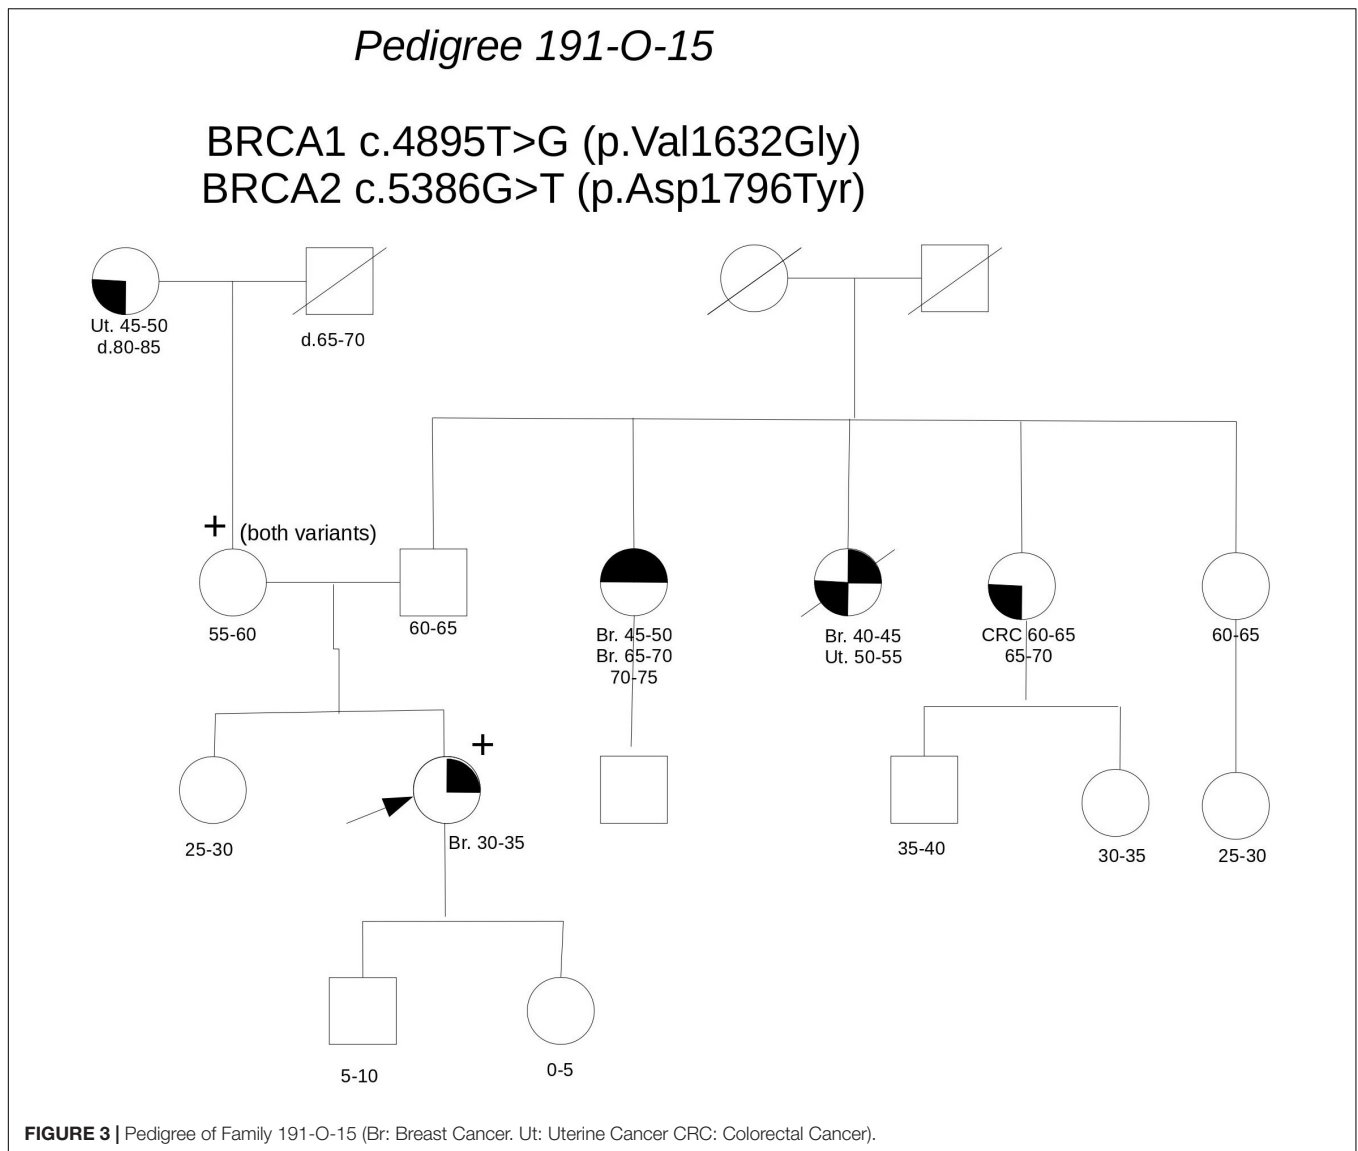 Pedigree 191-O-15
BRCA1 c.4895T>G (p.Val1632Gly)
BRCA2 c.5386G>T (p.Asp1796Tyr)
Ut. 45-50
d.80-85
d.65-70
+ (both variants)
55-60
60-65
Br. 45-50
Br. 65-70
70-75
Br. 40-45
Ut. 50-55
CRC 60-65
65-70
60-65
+
25-30
Br. 30-35
35-40
30-35
25-30
5-10
0-5
FIGURE 3 | Pedigree of Family 191-O-15 (Br: Breast Cancer. Ut: Uterine Cancer CRC: Colorectal Cancer).